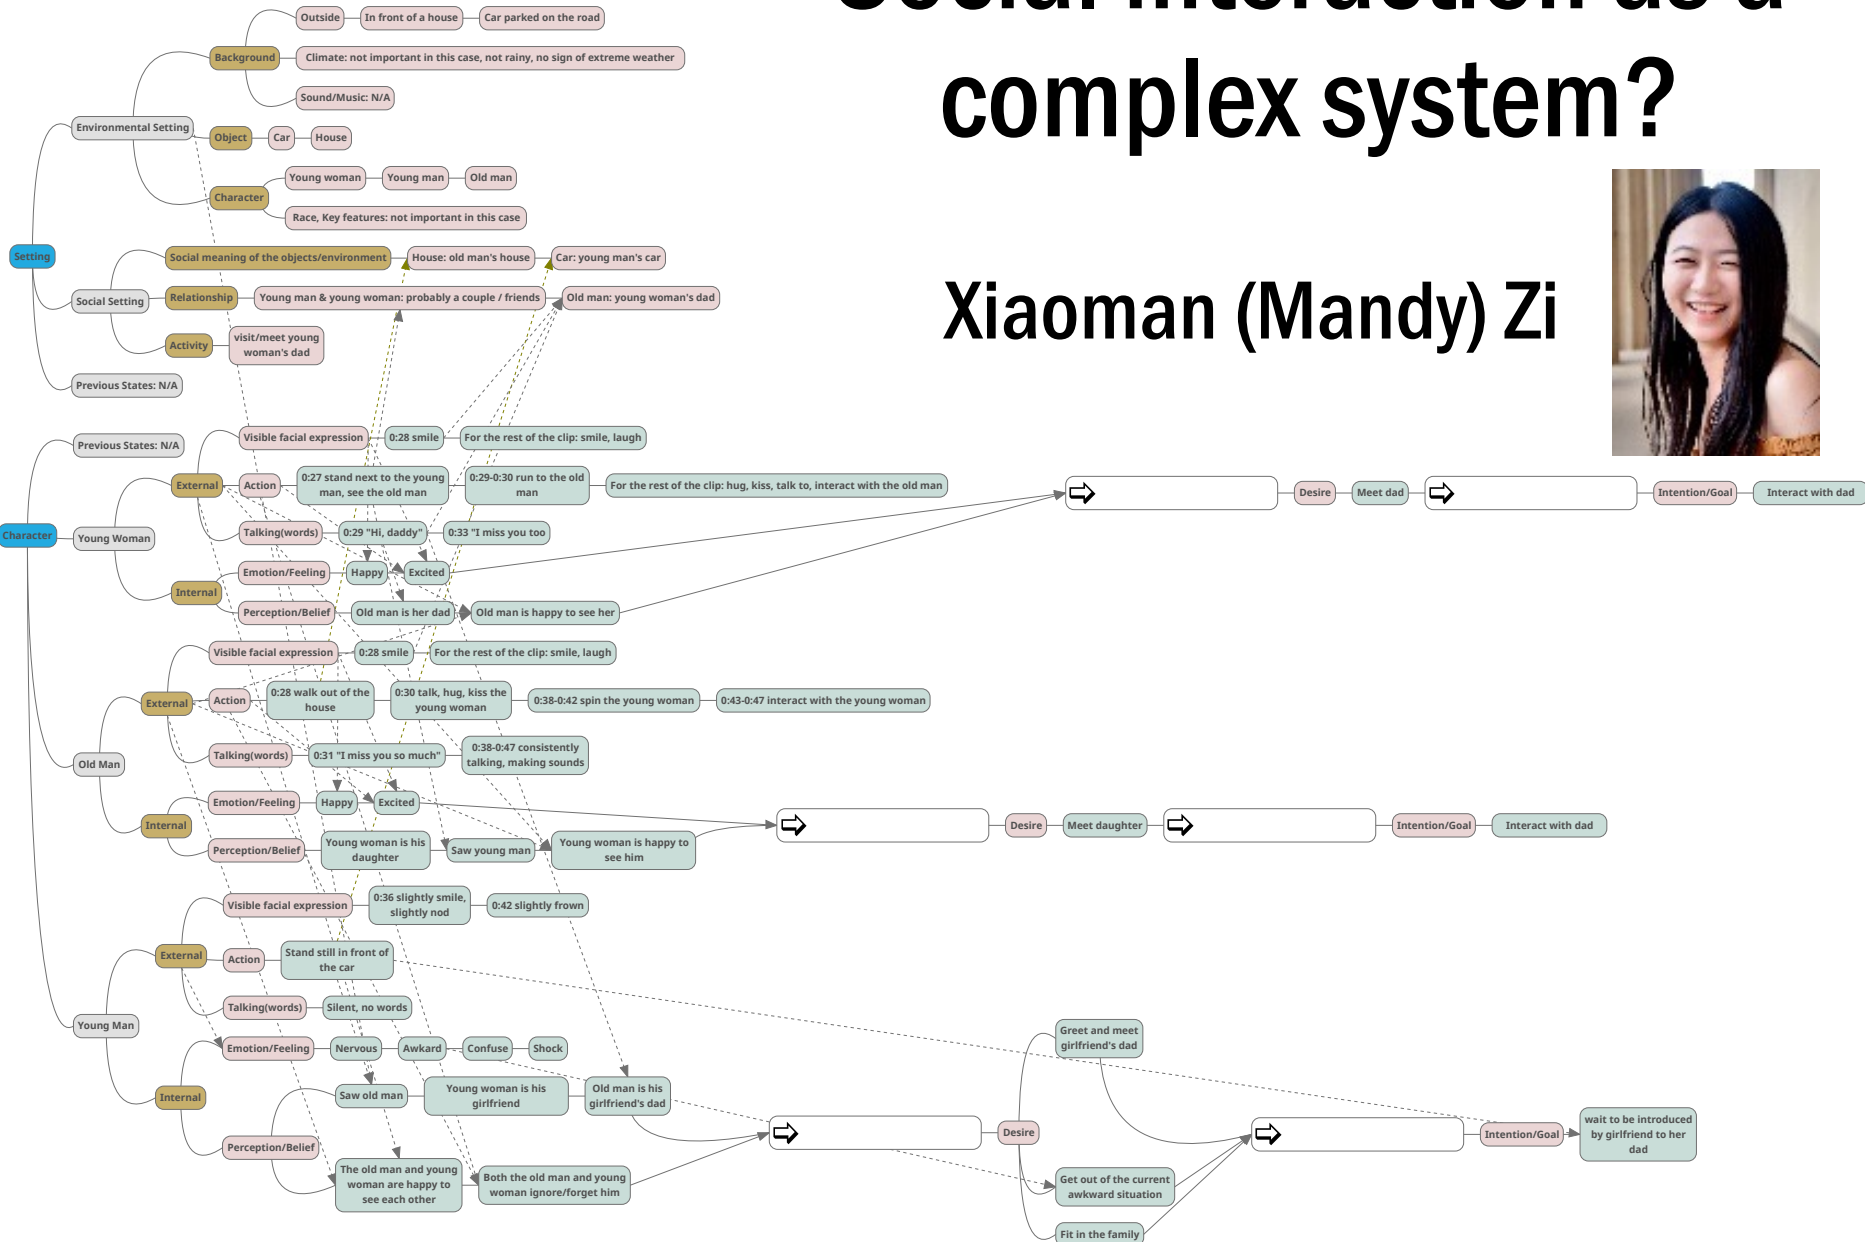 Social interaction as a
complex system?
Xiaoman (Mandy) Zi
Setting
Environmental Setting
Background
Outside
In front of a house
Car parked on the road
Climate: not important in this case, not rainy, no sign of extreme weather
Sound/Music: N/A
Object
Car
House
Character
Young woman
Young man
Old man
Race, Key features: not important in this case
Social Setting
Social meaning of the objects/environment
House: old man's house
Car: young man's car
Relationship
Young man & young woman: probably a couple / friends
Old man: young woman's dad
Activity
visit/meet young
woman's dad
Previous States: N/A
Character
Previous States: N/A
Young Woman
External
Visible facial expression
0:28 smile
For the rest of the clip: smile, laugh
Action
0:27 stand next to the young
man, see the old man
0:29-0:30 run to the old
man
For the rest of the clip: hug, kiss, talk to, interact with the old man
Talking(words)
0:29 "Hi, daddy"
0:33 "I miss you too
Internal
Emotion/Feeling
Happy
Excited
Perception/Belief
Old man is her dad
Old man is happy to see her
Desire
Meet dad
Intention/Goal
Interact with dad
Old Man
External
Visible facial expression
0:28 smile
For the rest of the clip: smile, laugh
Action
0:28 walk out of the
house
0:30 talk, hug, kiss the
young woman
0:38-0:42 spin the young woman
0:43-0:47 interact with the young woman
Talking(words)
0:31 "I miss you so much"
0:38-0:47 consistently
talking, making sounds
Internal
Emotion/Feeling
Happy
Excited
Perception/Belief
Young woman is his
daughter
Saw young man
Young woman is happy to
see him
Desire
Meet daughter
Intention/Goal
Interact with dad
Young Man
External
Visible facial expression
0:36 slightly smile,
slightly nod
0:42 slightly frown
Action
Stand still in front of
the car
Talking(words)
Silent, no words
Internal
Emotion/Feeling
Nervous
Awkard
Confuse
Shock
Perception/Belief
Saw old man
Young woman is his
girlfriend
Old man is his
girlfriend's dad
The old man and young
woman are happy to
see each other
Both the old man and young
woman ignore/forget him
Desire
Greet and meet
girlfriend's dad
Get out of the current
awkward situation
Fit in the family
Intention/Goal
wait to be introduced
by girlfriend to her
dad